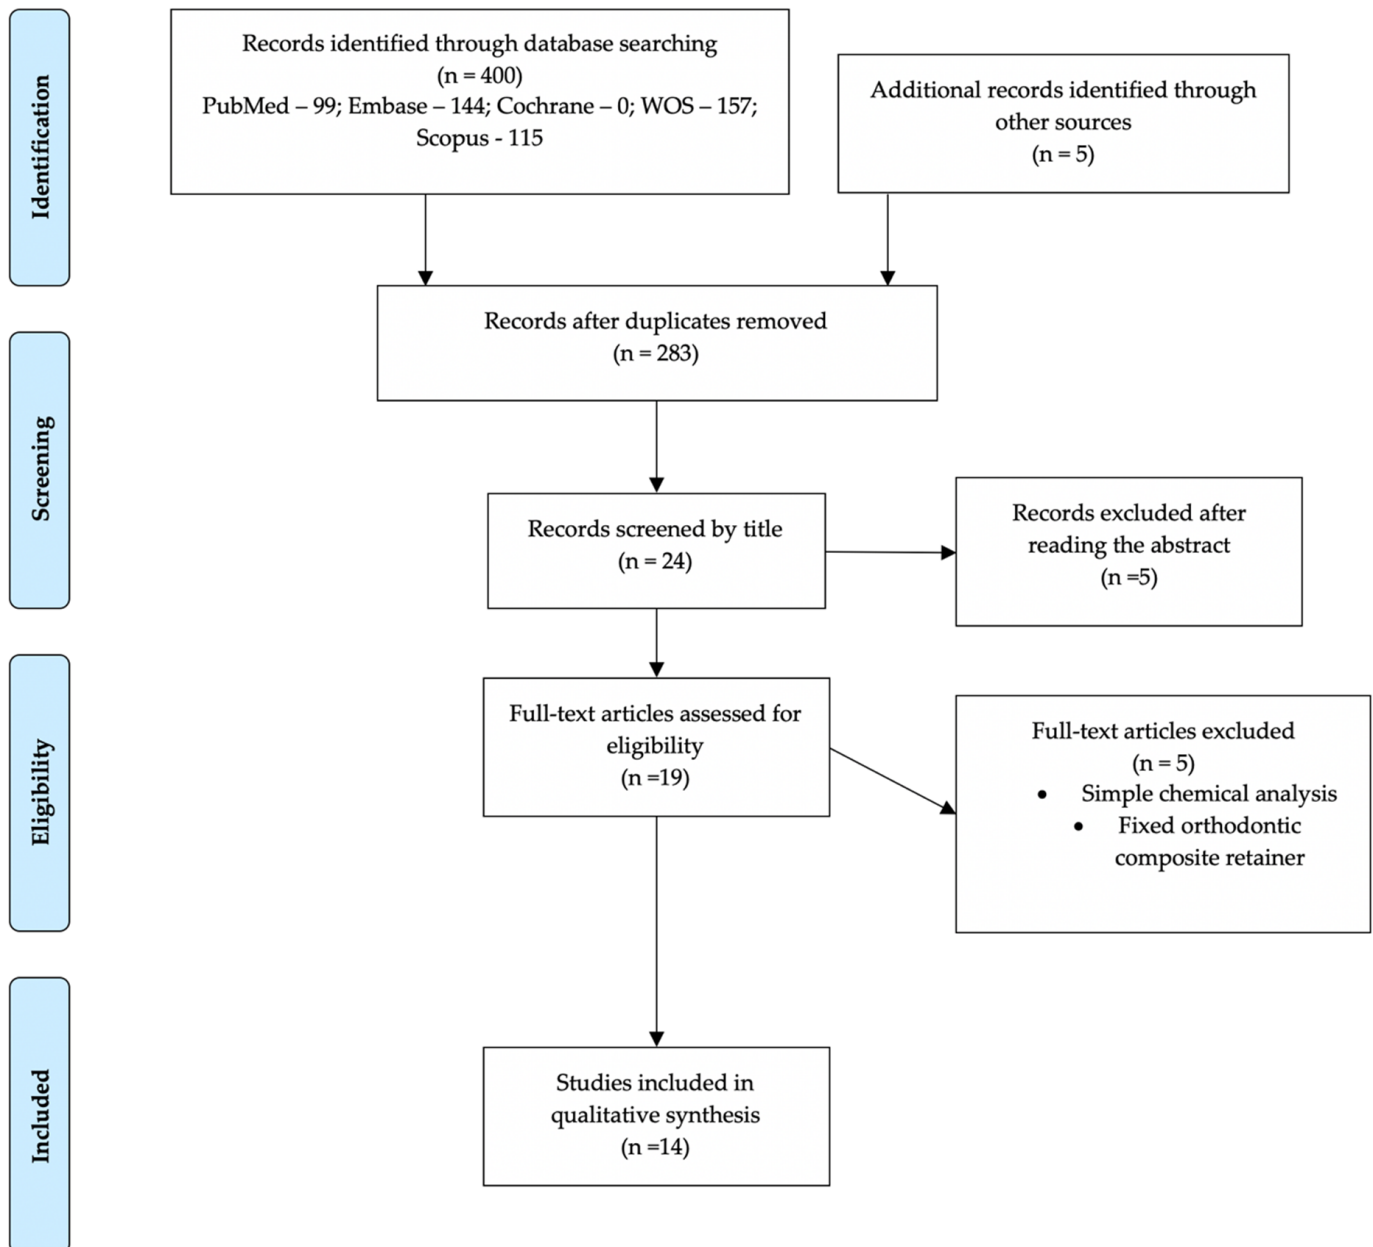 Identification
Records identified through database searching
(n = 400)
PubMed – 99; Embase – 144; Cochrane – 0; WOS – 157;
Scopus - 115
Additional records identified through
other sources
(n = 5)
Records after duplicates removed
(n = 283)
Screening
Records screened by title
(n = 24)
Records excluded after
reading the abstract
(n =5)
Eligibility
Full-text articles assessed for
eligibility
(n =19)
Full-text articles excluded
(n = 5)
• Simple chemical analysis
• Fixed orthodontic
composite retainer
Included
Studies included in
qualitative synthesis
(n =14)